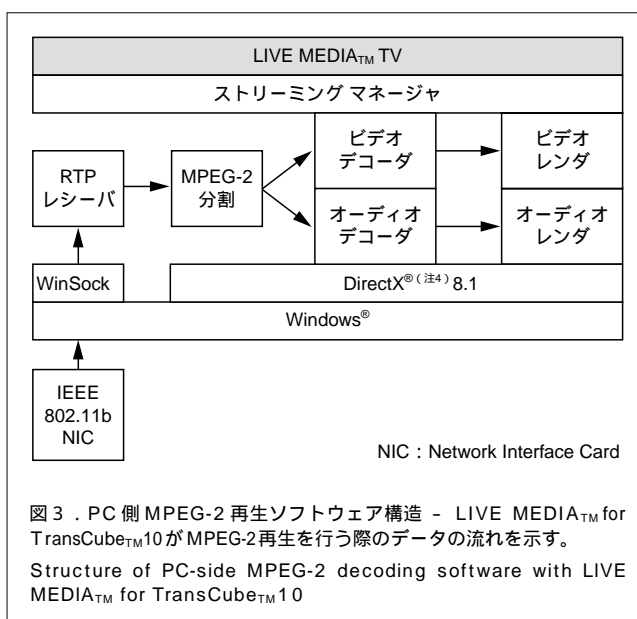 LIVE MEDIATM TV
ストリーミング マネージャ
RTP
レシーバ
MPEG-2
分割
ビデオ
デコーダ
ビデオ
レンダ
オーディオ
デコーダ
オーディオ
レンダ
WinSock
DirectX®(注4) 8.1
Windows®
IEEE
802.11b
NIC
NIC : Network Interface Card
図3．PC側 MPEG-2 再生ソフトウェア構造 – LIVE MEDIATM for
TransCubeTM10がMPEG-2再生を行う際のデータの流れを示す。
Structure of PC-side MPEG-2 decoding software with LIVE
MEDIATM for TransCubeTM10